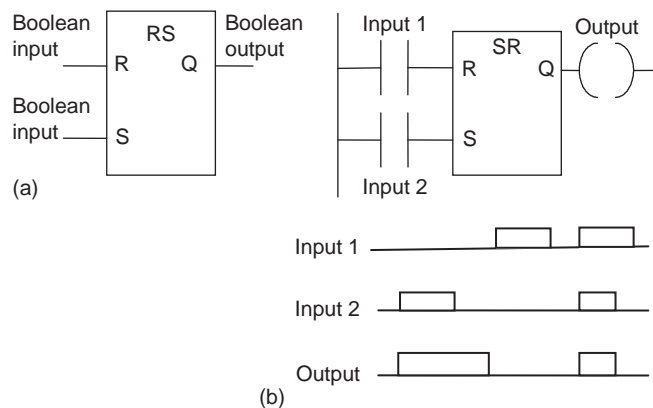 Boolean
input
RS
Boolean
output
R
Q
Boolean
input
S
(a)
Input 1
SR
Output
R
Q
S
Input 2
Input 1
Input 2
Output
(b)